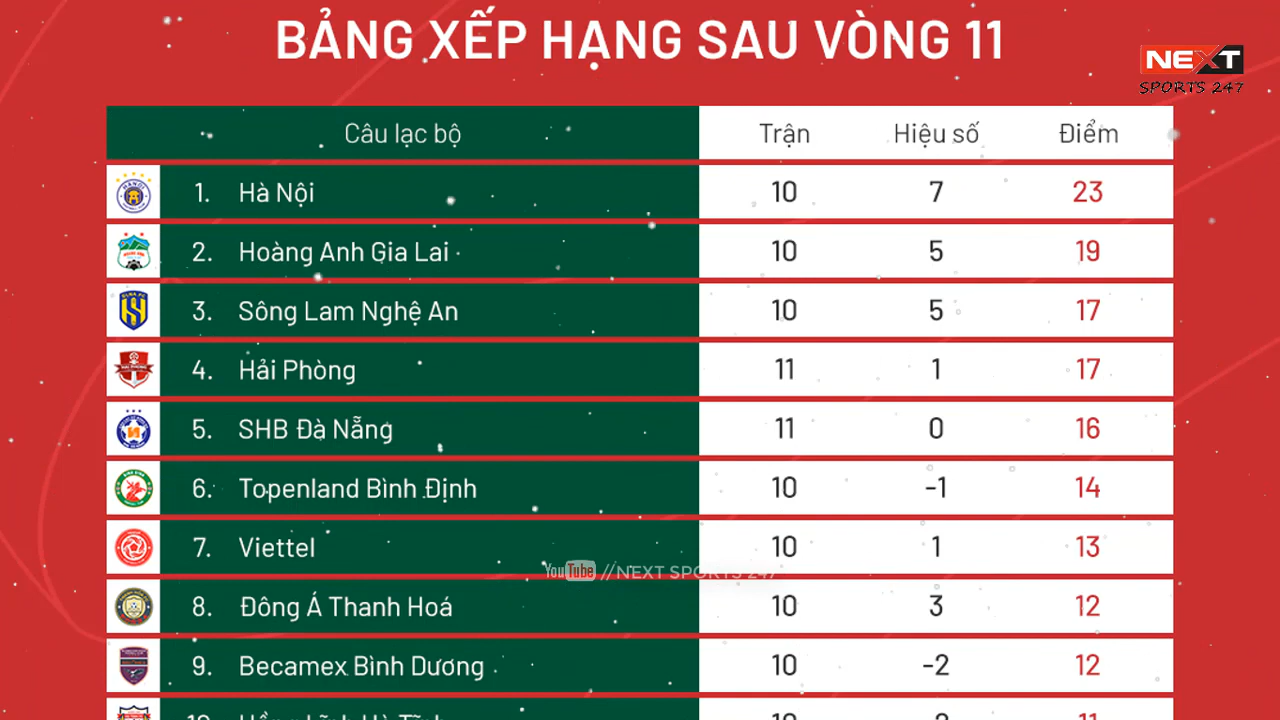 BẢNG XẾP HẠNG SAU VÒNG 11
NEXT
SPORTS 247
Câu lạc bộ Trận Hiệu số Điểm
1. Hà Nội 10 7 23
2. Hoàng Anh Gia Lai 10 5 19
3. Sông Lam Nghệ An 10 5 17
4. Hải Phòng 11 1 17
5. SHB Đà Nẵng 11 0 16
6. Topenland Bình Định 10 -1 14
7. Viettel 10 1 13
YouTube //NEXT SPORTS 247
8. Đông Á Thanh Hoá 10 3 12
9. Becamex Bình Dương 10 -2 12